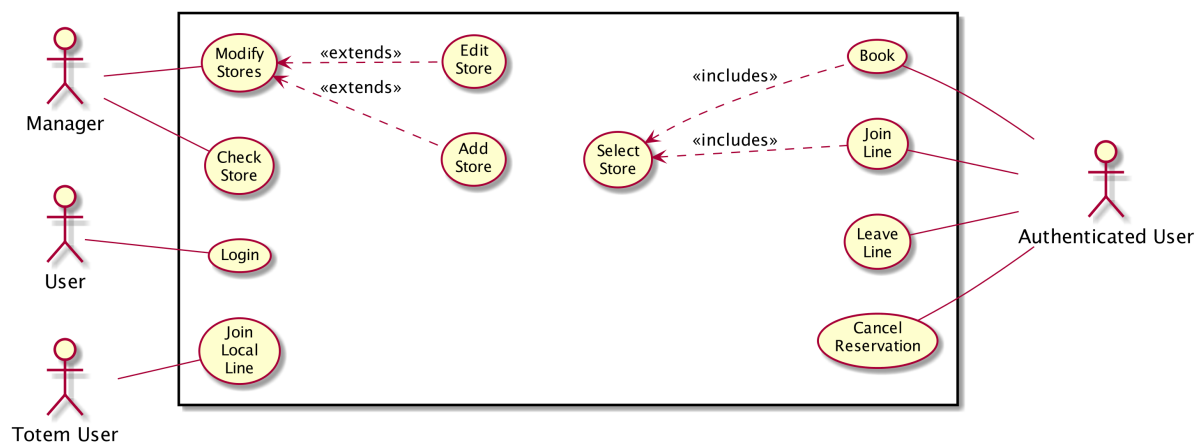 Manager
User
Totem User
Modify
Stores
«extends»
Edit
Store
«extends»
Add
Store
Check
Store
Login
Join
Local
Line
Select
Store
«includes»
«includes»
Book
Join
Line
Leave
Line
Cancel
Reservation
Authenticated User